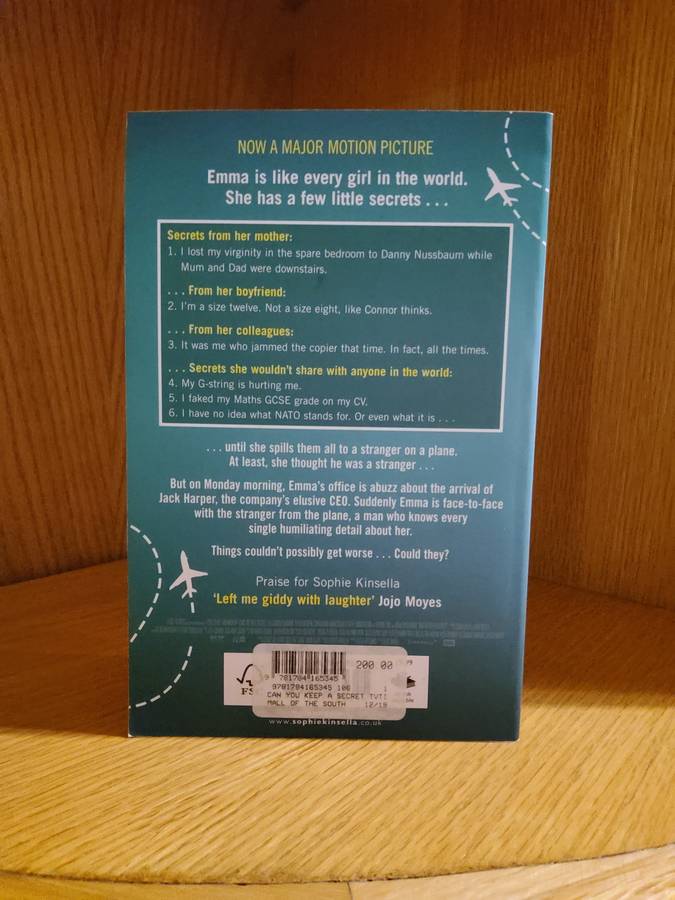 NOW A MAJOR MOTION PICTURE
Emma is like every girl in the world.
She has a few little secrets . . .
Secrets from her mother:
1. I lost my virginity in the spare bedroom to Danny Nussbaum while
Mum and Dad were downstairs.
. . . From her boyfriend:
2. I'm a size twelve. Not a size eight, like Connor thinks.
. . . From her colleagues:
3. It was me who jammed the copier that time. In fact, all the times.
. . . Secrets she wouldn't share with anyone in the world:
4. My G-string is hurting me.
5. I faked my Maths GCSE grade on my CV.
6. I have no idea what NATO stands for. Or even what it is . . .
. . . until she spills them all to a stranger on a plane.
At least, she thought he was a stranger . . .
But on Monday morning, Emma's office is abuzz about the arrival of
Jack Harper, the company's elusive CEO. Suddenly Emma is face-to-face
with the stranger from the plane, a man who knows every
single humiliating detail about her.
Things couldn't possibly get worse . . . Could they?
Praise for Sophie Kinsella
'Left me giddy with laughter' Jojo Moyes
200 00
9 781784 165345
9781784165345 106 1
CAN YOU KEEP A SECRET TVTI
MALL OF THE SOUTH 12/19
FS
www.sophiekinsella.co.uk